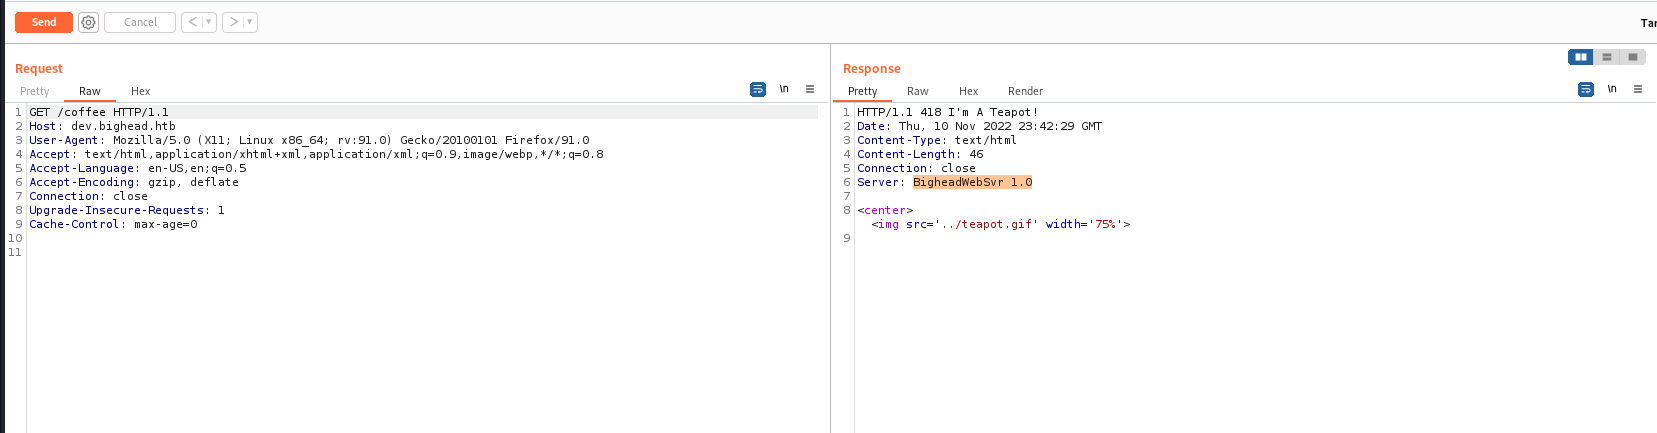 Send Cancel < > Tar
Request
Pretty Raw Hex \n
1 GET /coffee HTTP/1.1
2 Host: dev.bighead.htb
3 User-Agent: Mozilla/5.0 (X11; Linux x86_64; rv:91.0) Gecko/20100101 Firefox/91.0
4 Accept: text/html,application/xhtml+xml,application/xml;q=0.9,image/webp,*/*;q=0.8
5 Accept-Language: en-US,en;q=0.5
6 Accept-Encoding: gzip, deflate
7 Connection: close
8 Upgrade-Insecure-Requests: 1
9 Cache-Control: max-age=0
10
11
Response
Pretty Raw Hex Render \n
1 HTTP/1.1 418 I'm A Teapot!
2 Date: Thu, 10 Nov 2022 23:42:29 GMT
3 Content-Type: text/html
4 Content-Length: 46
5 Connection: close
6 Server: BigheadWebSvr 1.0
7
8 <center>
<img src='../teapot.gif' width='75%'>
9